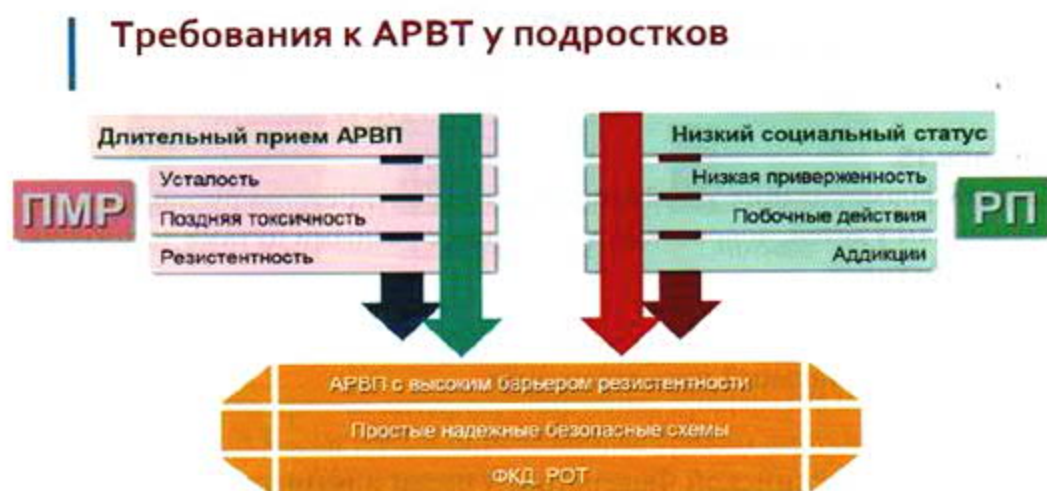 Требования к АРВТ у подростков
Длительный прием АРВП
Усталость
Поздняя токсичность
Резистентность
ПМР
Низкий социальный статус
Низкая приверженность
Побочные действия
Аддикции
РП
АРВП с высоким барьером резистентности
Простые надежные безопасные схемы
ФКД, РОТ